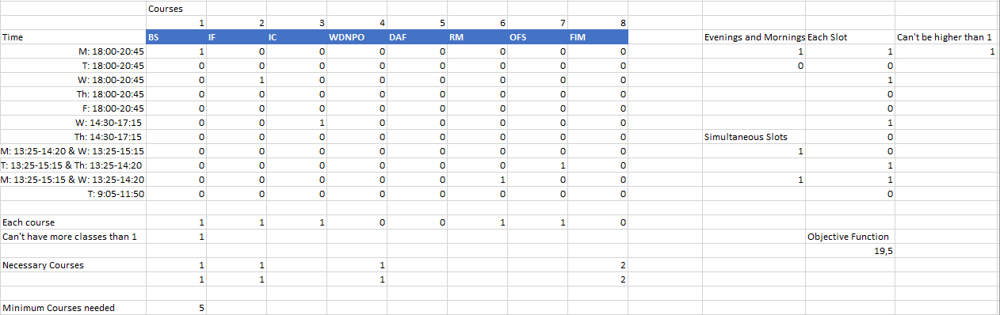 Courses
1 2 3 4 5 6 7 8
Time BS IF IC WDNPO DAF RM OFS FIM Evenings and Mornings Each Slot Can't be higher than 1
M: 18:00-20:45 1 0 0 0 0 0 0 0 1 1 1
T: 18:00-20:45 0 0 0 0 0 0 0 0 0 0
W: 18:00-20:45 0 1 0 0 0 0 0 0 1
Th: 18:00-20:45 0 0 0 0 0 0 0 0 0
F: 18:00-20:45 0 0 0 0 0 0 0 0 0
W: 14:30-17:15 0 0 1 0 0 0 0 0 1
Th: 14:30-17:15 0 0 0 0 0 0 0 0 Simultaneous Slots 0
M: 13:25-14:20 & W: 13:25-15:15 0 0 0 0 0 0 0 0 1 0
T: 13:25-15:15 & Th: 13:25-14:20 0 0 0 0 0 0 1 0 1
M: 13:25-15:15 & W: 13:25-14:20 0 0 0 0 0 1 0 0 1 1
T: 9:05-11:50 0 0 0 0 0 0 0 0 0
Each course 1 1 1 0 0 1 1 0
Can't have more classes than 1 1 Objective Function
19,5
Necessary Courses 1 1 1 2
1 1 1 2
Minimum Courses needed 5